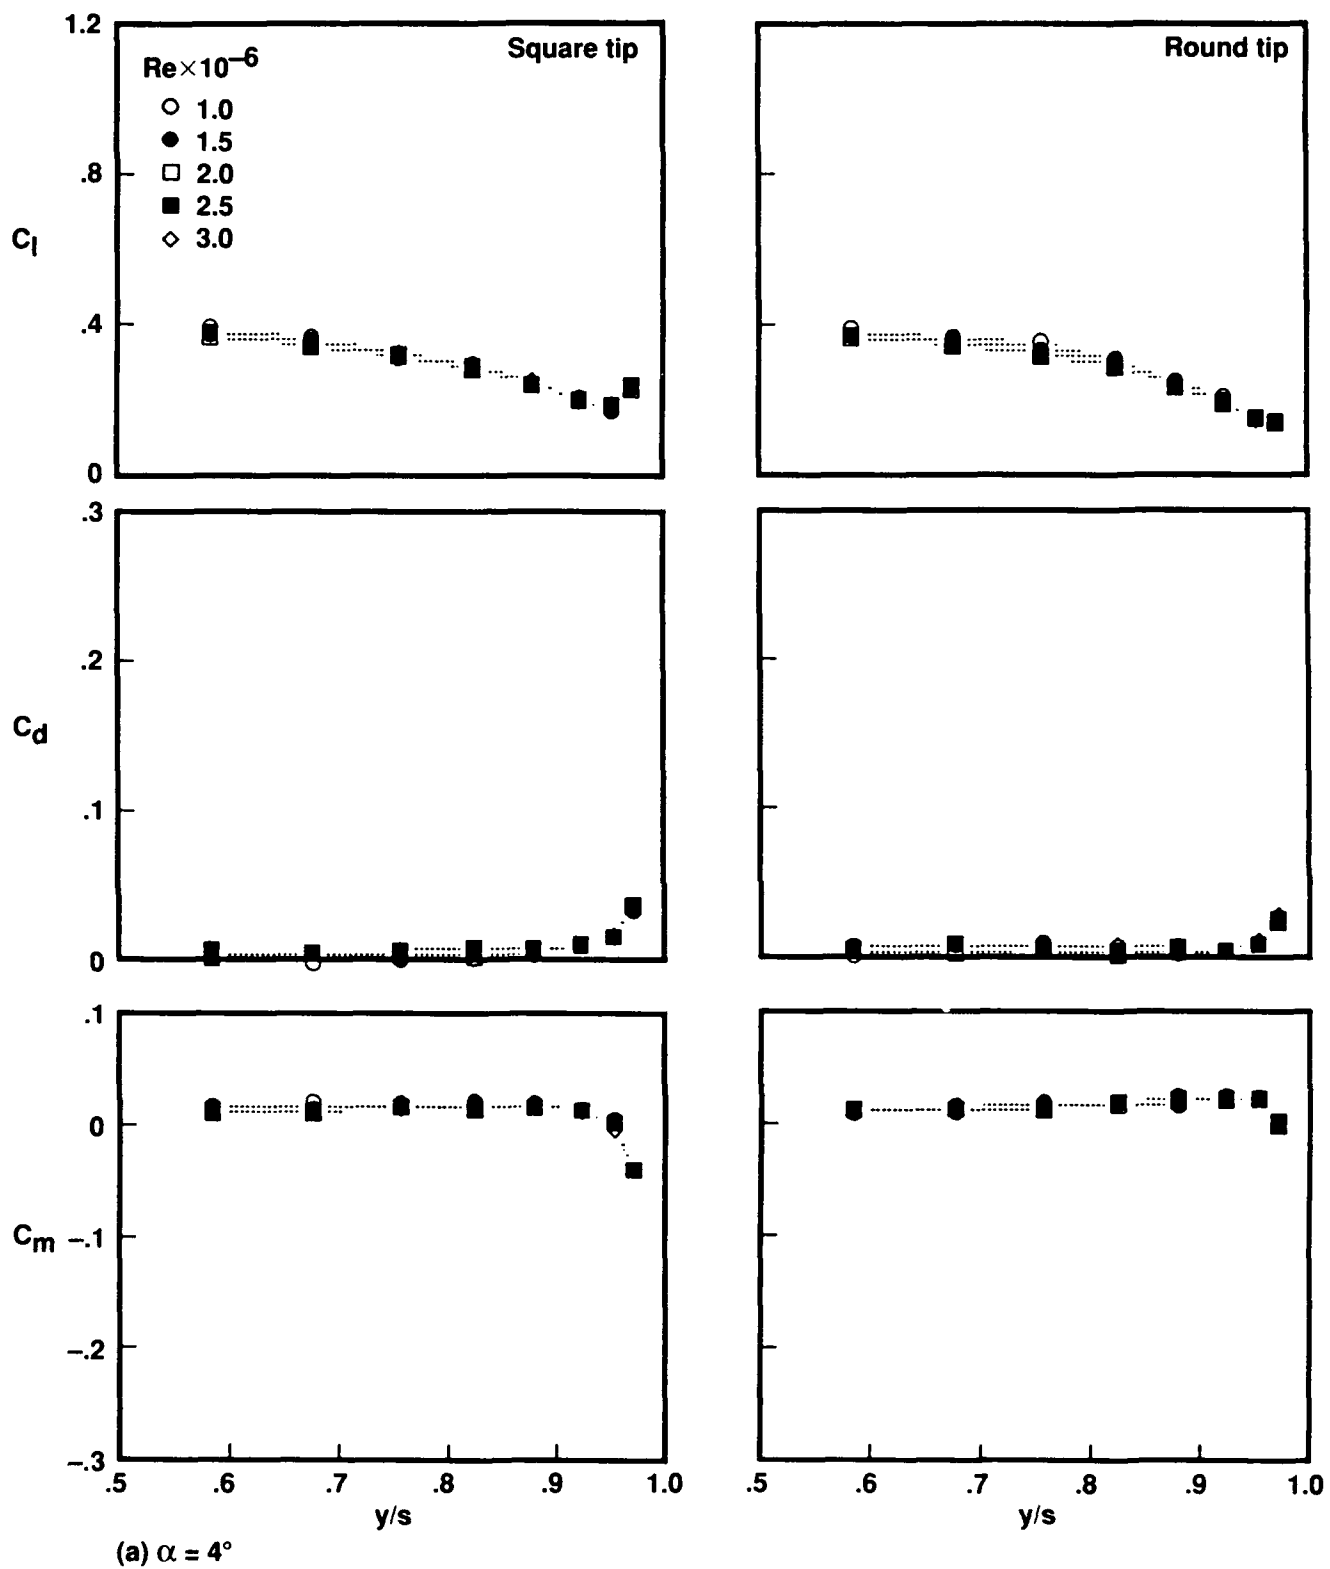 Square tip
Round tip
Re×10−6
1.0
1.5
2.0
2.5
3.0
1.2
.8
.4
0
Cl
.3
.2
.1
0
Cd
.1
0
−.1
−.2
−.3
Cm
.5 .6 .7 .8 .9 1.0
y/s
.5 .6 .7 .8 .9 1.0
y/s
(a) α = 4°